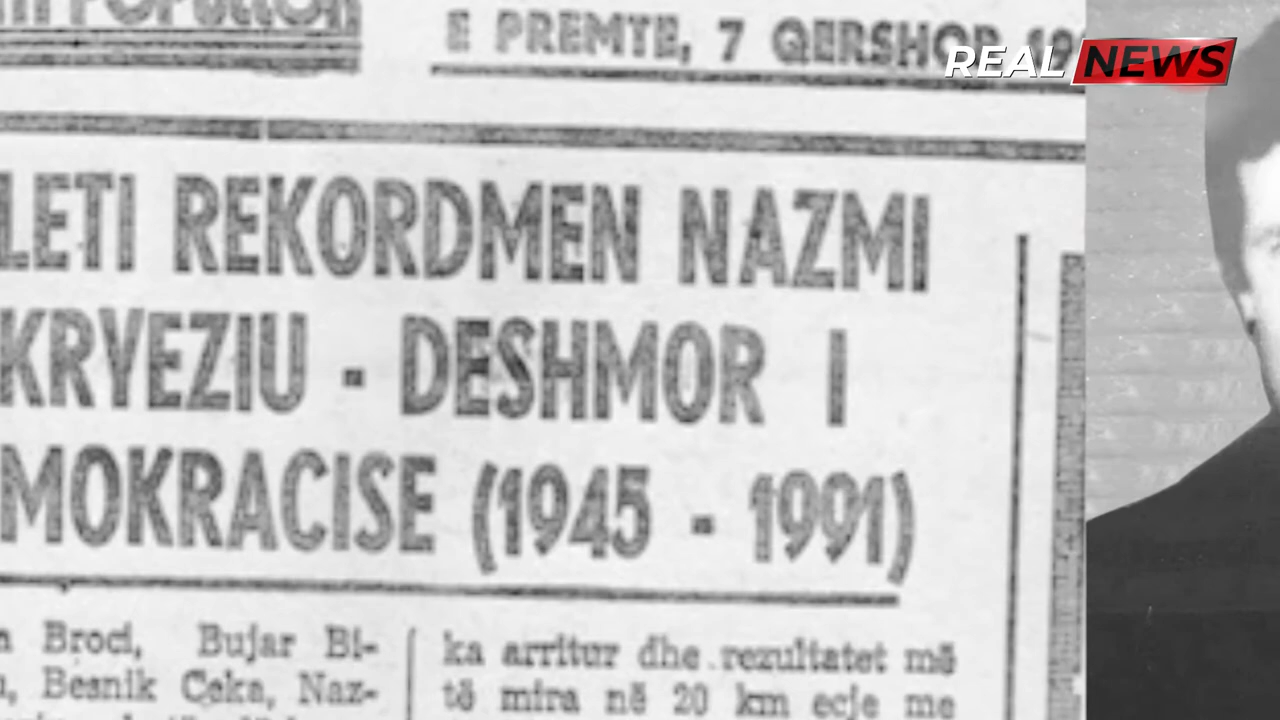 E PREMTE, 7 QERSHOR 19
REAL NEWS
LETI REKORDMEN NAZMI
KRYEZIU - DESHMOR I
MOKRACISE (1945 - 1991)
a Broci, Bujar Bi-
u, Besnik Ceka, Naz-
ka arritur dhe rezultatet më
të mira në 20 km ecje me